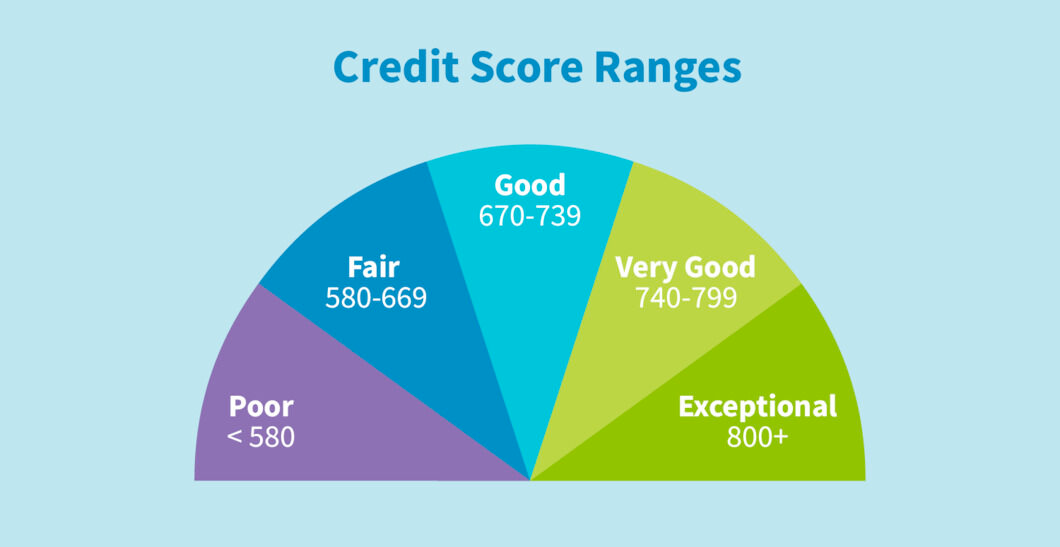 Credit Score Ranges
Poor
< 580
Fair
580-669
Good
670-739
Very Good
740-799
Exceptional
800+